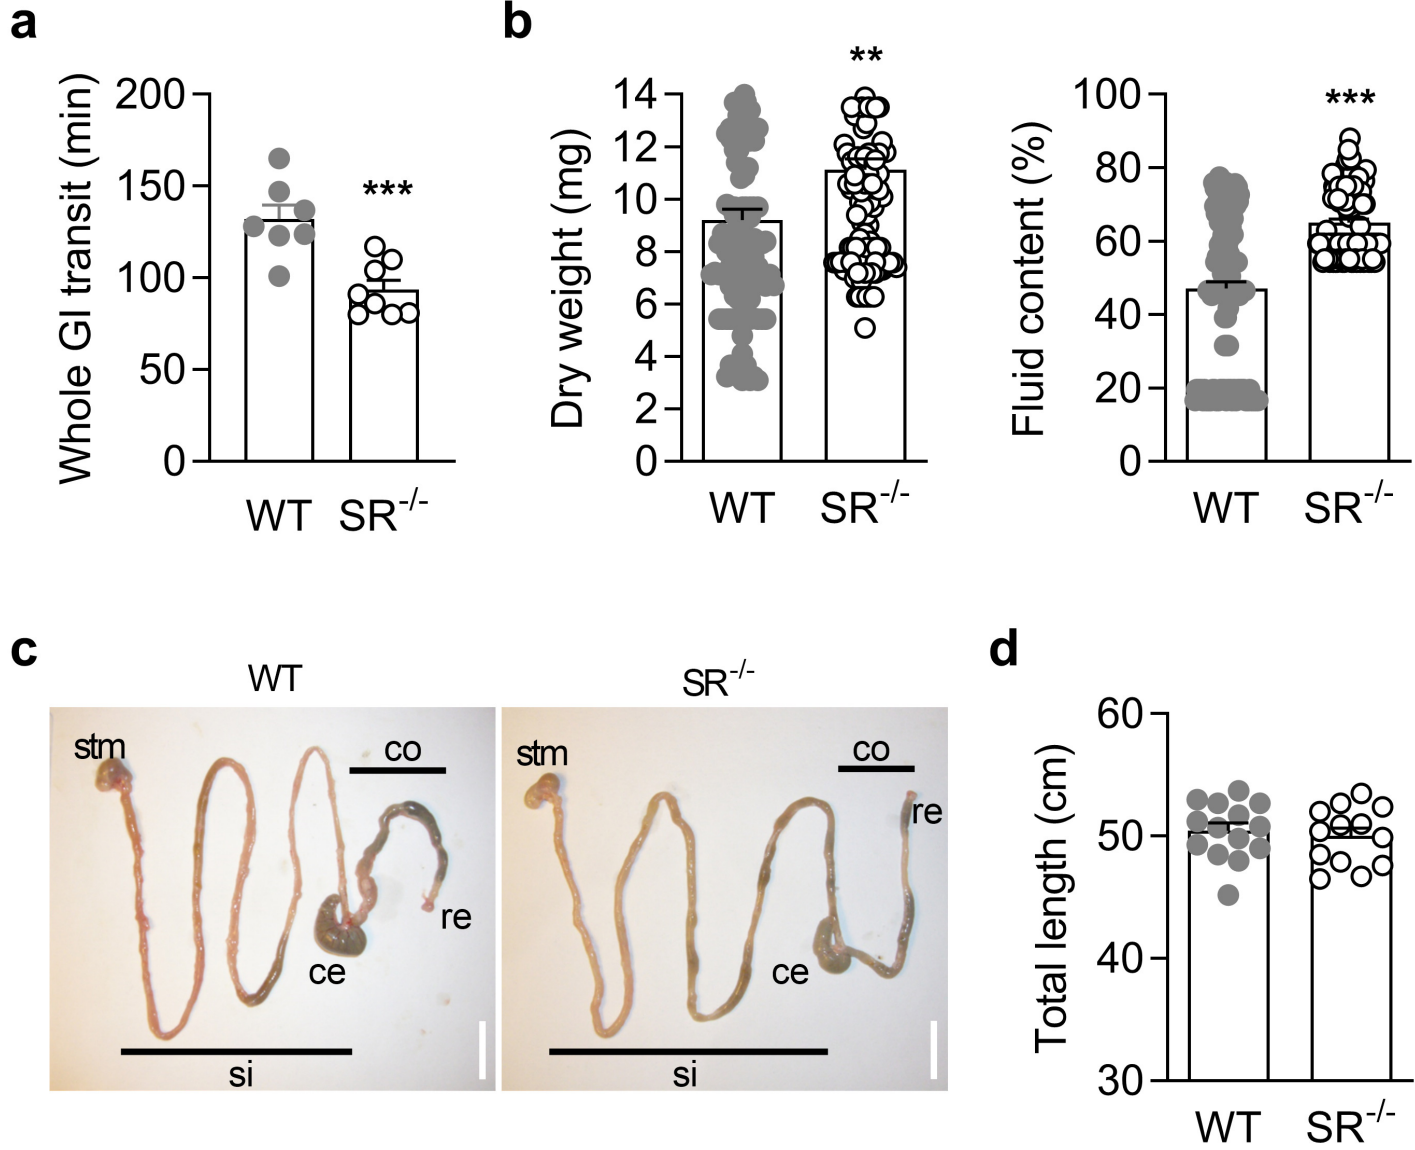 a
Whole GI transit (min)
200
150
100
50
0
***
WT SR-/-
b
Dry weight (mg)
14
12
10
8
6
4
2
0
**
WT SR-/-
Fluid content (%)
100
80
60
40
20
0
***
WT SR-/-
c
WT
stm
co
re
ce
si
SR-/-
stm
co
re
ce
si
d
Total length (cm)
60
50
40
30
WT SR-/-